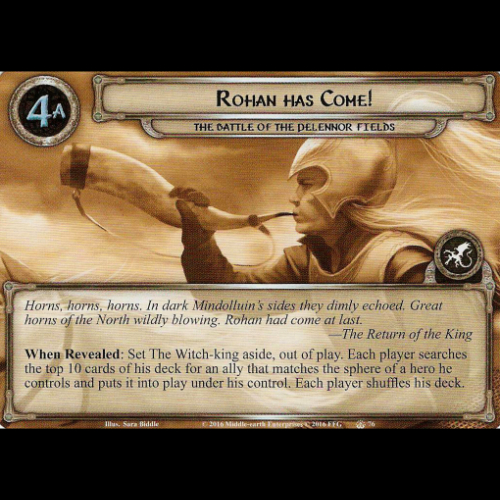 4A
ROHAN HAS COME!
THE BATTLE OF THE PELENNOR FIELDS
Horns, horns, horns. In dark Mindolluin's sides they dimly echoed. Great
horns of the North wildly blowing. Rohan had come at last.
—The Return of the King
When Revealed: Set The Witch-king aside, out of play. Each player searches
the top 10 cards of his deck for an ally that matches the sphere of a hero he
controls and puts it into play under his control. Each player shuffles his deck.
Illus. Sara Biddle © 2016 Middle-earth Enterprises © 2016 FFG 76